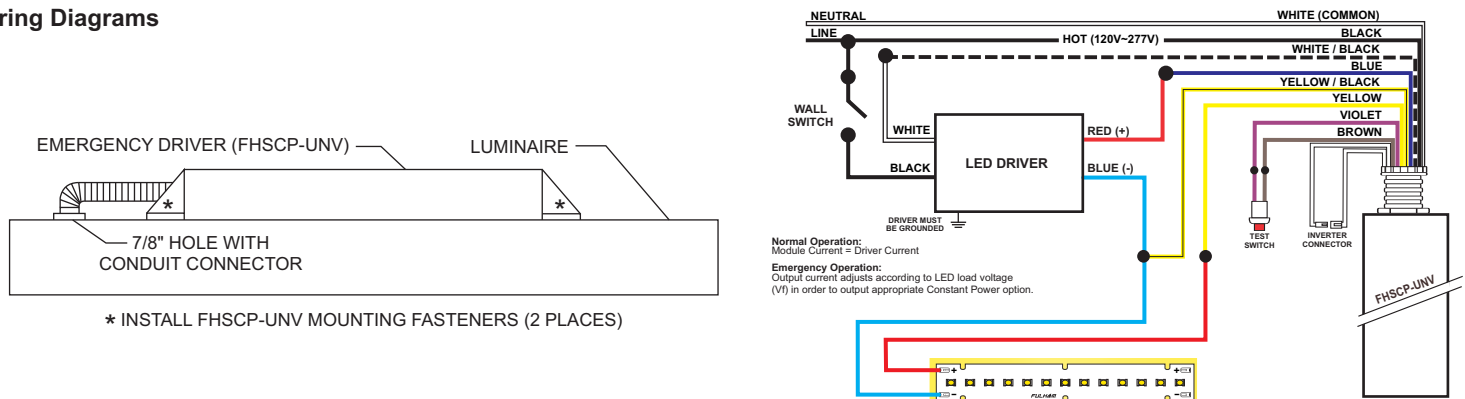 ring Diagrams
EMERGENCY DRIVER (FHSCP-UNV)
LUMINAIRE
*
*
7/8" HOLE WITH
CONDUIT CONNECTOR
* INSTALL FHSCP-UNV MOUNTING FASTENERS (2 PLACES)
NEUTRAL
WHITE (COMMON)
LINE
BLACK
HOT (120V~277V)
WHITE / BLACK
BLUE
YELLOW / BLACK
YELLOW
VIOLET
BROWN
WALL
SWITCH
WHITE
BLACK
LED DRIVER
RED (+)
BLUE (-)
DRIVER MUST
BE GROUNDED
TEST
SWITCH
INVERTER
CONNECTOR
Normal Operation:
Module Current = Driver Current
Emergency Operation:
Output current adjusts according to LED load voltage
(Vf) in order to output appropriate Constant Power option.
FHSCP-UNV
+
+
-
-
FULHAM